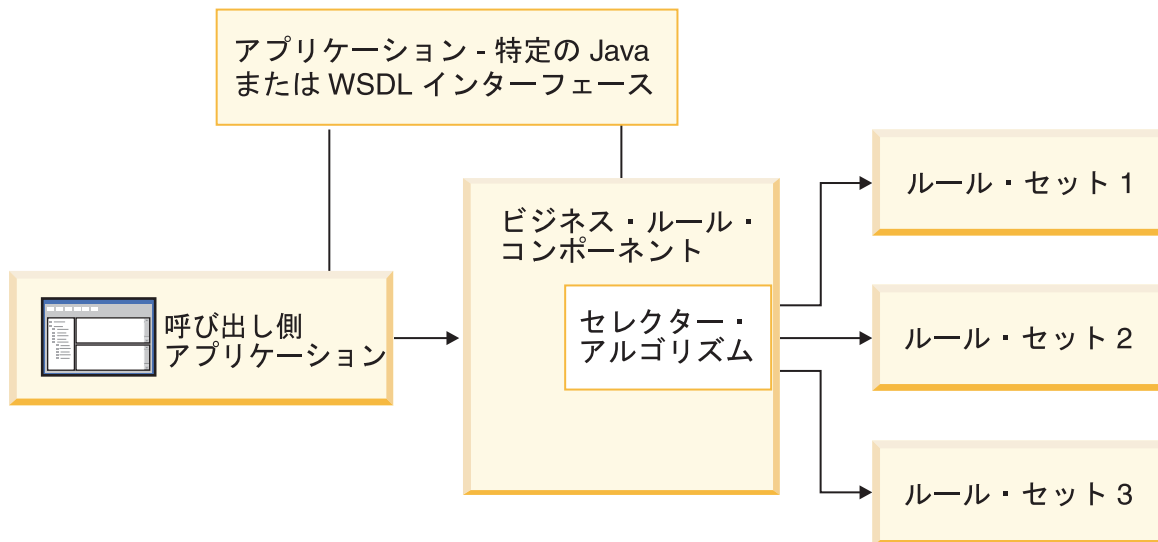 アプリケーション - 特定の Java
または WSDL インターフェース
呼び出し側
アプリケーション
ビジネス・ルール・
コンポーネント
セレクター・
アルゴリズム
ルール・セット 1
ルール・セット 2
ルール・セット 3